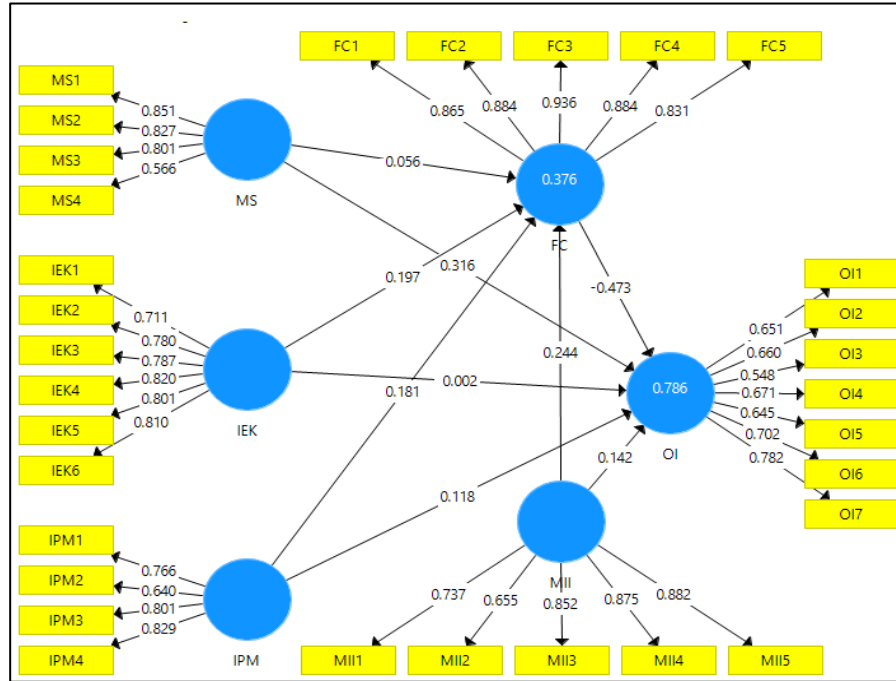 -
FC1 FC2 FC3 FC4 FC5
0.865 0.884 0.936 0.884 0.831
MS1
MS2
MS3
MS4
0.851
0.827
0.801
0.566
MS
0.056
0.376
FC
0.197
0.316
-0.473
0.244
IEK1
IEK2
IEK3
IEK4
IEK5
IEK6
0.711
0.780
0.787
0.820
0.801
0.810
IEK
0.002
0.181
0.786
OI
0.651
0.660
0.548
0.671
0.645
0.702
0.782
OI1
OI2
OI3
OI4
OI5
OI6
OI7
0.142
0.118
IPM1
IPM2
IPM3
IPM4
0.766
0.640
0.801
0.829
IPM
MII
0.737 0.655 0.852 0.875 0.882
MII1 MII2 MII3 MII4 MII5